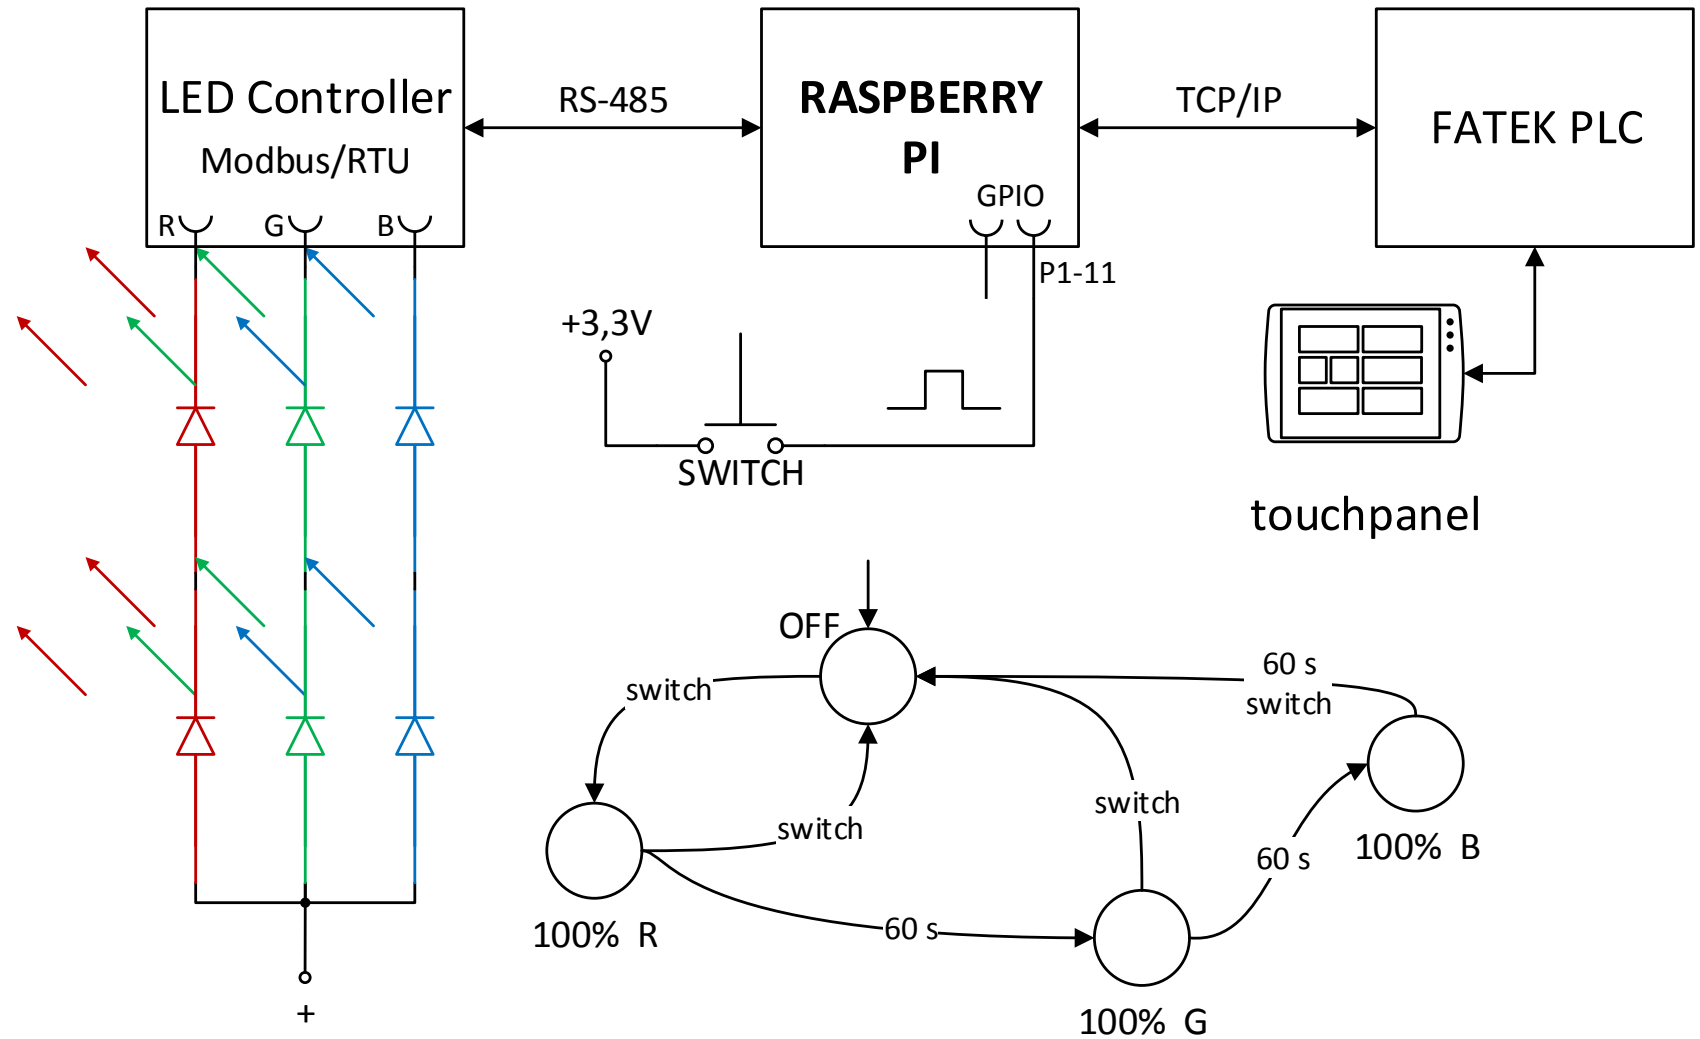 LED Controller
Modbus/RTU
R
G
B
RS-485
RASPBERRY
PI
GPIO
P1-11
TCP/IP
FATEK PLC
+3,3V
SWITCH
touchpanel
OFF
switch
switch
60 s
switch
60 s
switch
60 s
100% R
100% G
100% B
+